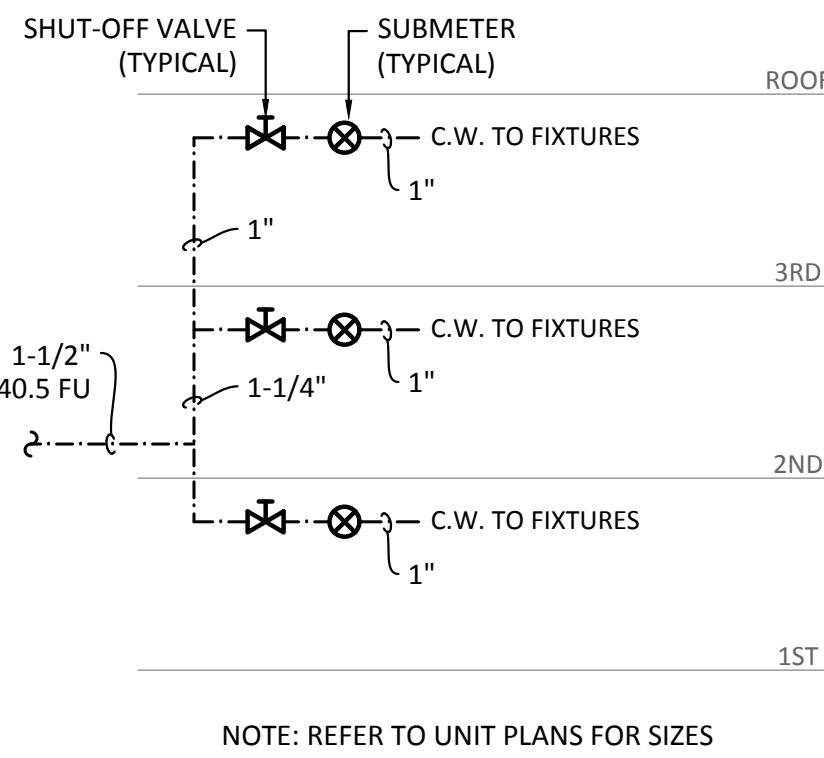 SHUT-OFF VALVE
(TYPICAL)
SUBMETER
(TYPICAL)
ROOF
C.W. TO FIXTURES
1"
1"
3RD
C.W. TO FIXTURES
1"
1-1/2"
40.5 FU
1-1/4"
2ND
C.W. TO FIXTURES
1"
1ST
NOTE: REFER TO UNIT PLANS FOR SIZES